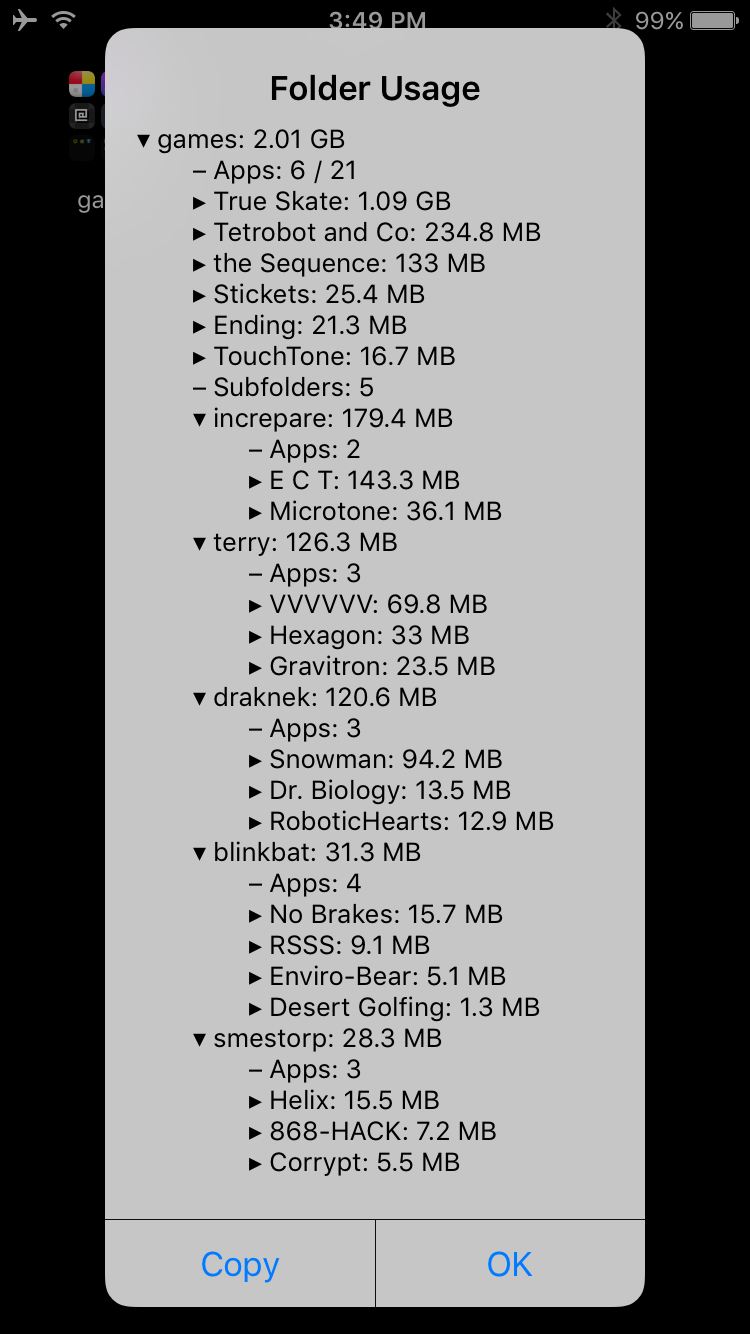 3:49 PM 99%
Folder Usage
▾ games: 2.01 GB
– Apps: 6 / 21
▸ True Skate: 1.09 GB
▸ Tetrobot and Co: 234.8 MB
▸ the Sequence: 133 MB
▸ Stickets: 25.4 MB
▸ Ending: 21.3 MB
▸ TouchTone: 16.7 MB
– Subfolders: 5
▾ increpare: 179.4 MB
– Apps: 2
▸ E C T: 143.3 MB
▸ Microtone: 36.1 MB
▾ terry: 126.3 MB
– Apps: 3
▸ VVVVVV: 69.8 MB
▸ Hexagon: 33 MB
▸ Gravitron: 23.5 MB
▾ draknek: 120.6 MB
– Apps: 3
▸ Snowman: 94.2 MB
▸ Dr. Biology: 13.5 MB
▸ RoboticHearts: 12.9 MB
▾ blinkbat: 31.3 MB
– Apps: 4
▸ No Brakes: 15.7 MB
▸ RSSS: 9.1 MB
▸ Enviro-Bear: 5.1 MB
▸ Desert Golfing: 1.3 MB
▾ smestorp: 28.3 MB
– Apps: 3
▸ Helix: 15.5 MB
▸ 868-HACK: 7.2 MB
▸ Corrypt: 5.5 MB
Copy OK
ga